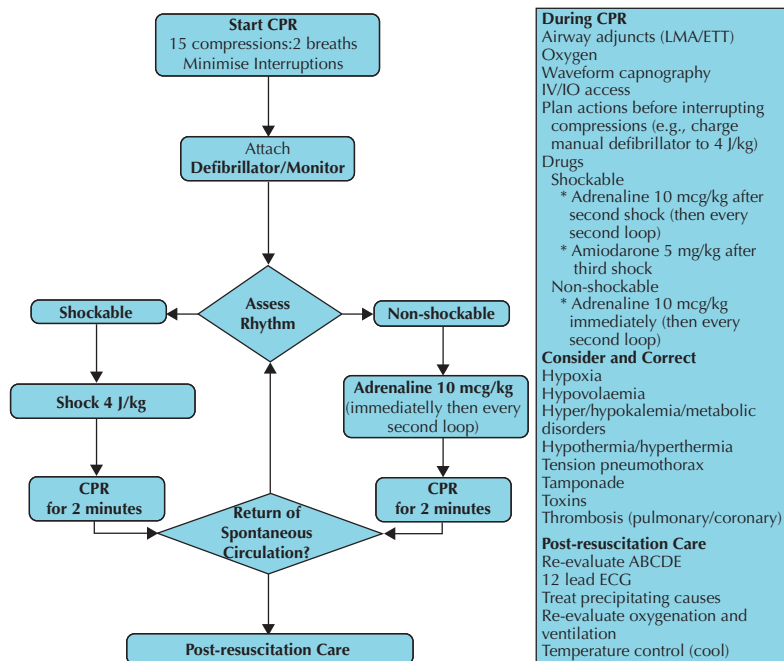 Start CPR
15 compressions:2 breaths
Minimise Interruptions
Attach
Defibrillator/Monitor
Assess
Rhythm
Shockable
Non-shockable
Shock 4 J/kg
Adrenaline 10 mcg/kg
(immediatelly then every
second loop)
CPR
for 2 minutes
CPR
for 2 minutes
Return of
Spontaneous
Circulation?
Post-resuscitation Care
During CPR
Airway adjuncts (LMA/ETT)
Oxygen
Waveform capnography
IV/IO access
Plan actions before interrupting
compressions (e.g., charge
manual defibrillator to 4 J/kg)
Drugs
Shockable
* Adrenaline 10 mcg/kg after
second shock (then every
second loop)
* Amiodarone 5 mg/kg after
third shock
Non-shockable
* Adrenaline 10 mcg/kg
immediately (then every
second loop)
Consider and Correct
Hypoxia
Hypovolaemia
Hyper/hypokalemia/metabolic
disorders
Hypothermia/hyperthermia
Tension pneumothorax
Tamponade
Toxins
Thrombosis (pulmonary/coronary)
Post-resuscitation Care
Re-evaluate ABCDE
12 lead ECG
Treat precipitating causes
Re-evaluate oxygenation and
ventilation
Temperature control (cool)